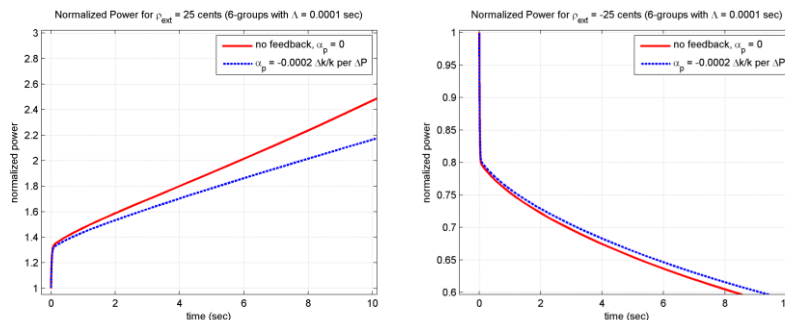 Normalized Power for ρext = 25 cents (6-groups with Λ = 0.0001 sec)
3
2.8
2.6
2.4
2.2
2
1.8
1.6
1.4
1.2
1
normalized power
no feedback, αp = 0
αp = -0.0002 Δk/k per ΔP
0 2 4 6 8 10
time (sec)
Normalized Power for ρext = -25 cents (6-groups with Λ = 0.0001 sec)
1
0.95
0.9
0.85
0.8
0.75
0.7
0.65
0.6
normalized power
no feedback, αp = 0
αp = -0.0002 Δk/k per ΔP
0 2 4 6 8 10
time (sec)